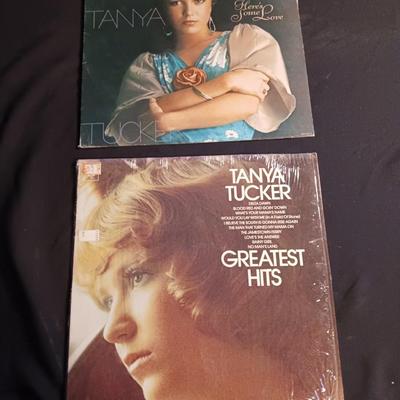 Here's
Some Love
TANYA
TUCKER
TANYA
TUCKER
DELTA DAWN
BLOOD RED AND GOIN' DOWN
WHAT'S YOUR MAMA'S NAME
WOULD YOU LAY WITH ME (In A Field Of Stone)
I BELIEVE THE SOUTH IS GONNA RISE AGAIN
THE MAN THAT TURNED MY MAMA ON
THE JAMESTOWN FERRY
LOVE'S THE ANSWER
RAINY GIRL
NO MAN'S LAND
GREATEST
HITS